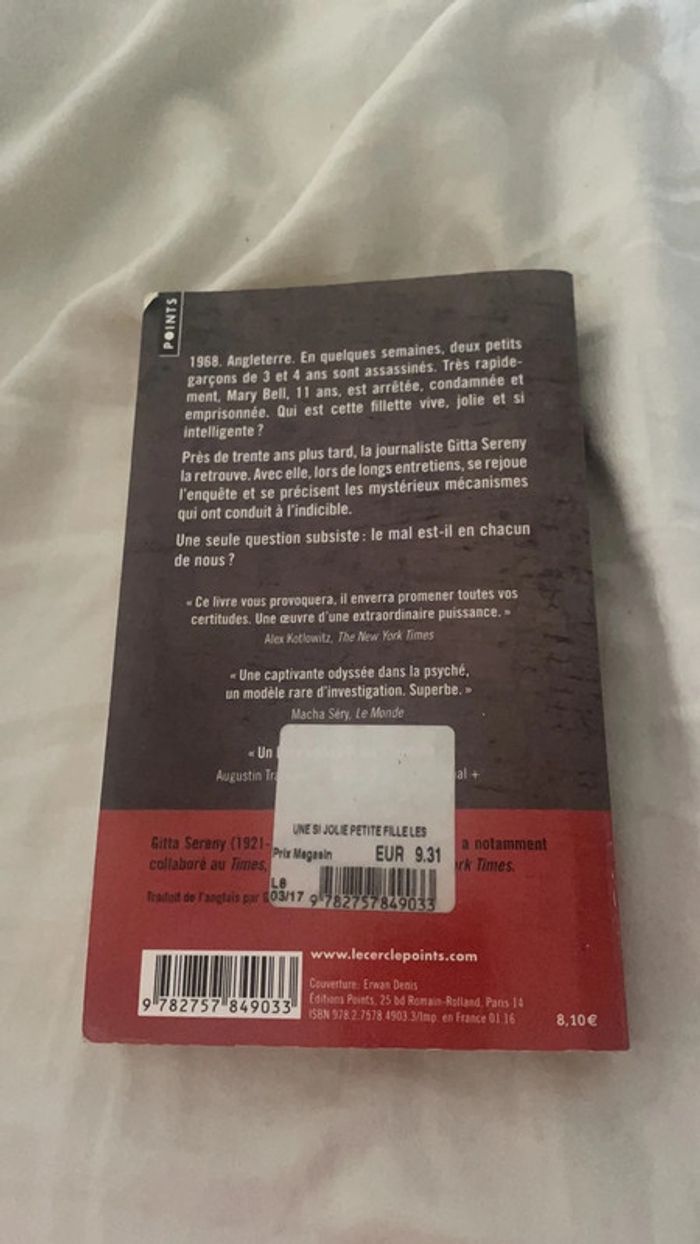 POINTS
1968. Angleterre. En quelques semaines, deux petits
garçons de 3 et 4 ans sont assassinés. Très rapide-
ment, Mary Bell, 11 ans, est arrêtée, condamnée et
emprisonnée. Qui est cette fillette vive, jolie et si
intelligente ?
Près de trente ans plus tard, la journaliste Gitta Sereny
la retrouve. Avec elle, lors de longs entretiens, se rejoue
l'enquête et se précisent les mystérieux mécanismes
qui ont conduit à l'indicible.
Une seule question subsiste : le mal est-il en chacun
de nous ?
« Ce livre vous provoquera, il enverra promener toutes vos
certitudes. Une œuvre d'une extraordinaire puissance. »
Alex Kotlowitz, The New York Times
« Une captivante odyssée dans la psyché,
un modèle rare d'investigation. Superbe. »
Macha Séry, Le Monde
« Un
Augustin
+
UNE SI JOLIE PETITE FILLE LES
Prix Magasin EUR 9.31
L8
03/17 9 782757 849033
Gitta Sereny (1921- a notamment
collaboré au Times, Times.
Traduit de l'anglais par
www.lecerclepoints.com
9 782757 849033
Couverture: Erwan Denis
Éditions Points, 25 bd Romain-Rolland, Paris 14
ISBN 978.2.7578.4903.3/Imp. en France 01.16
8,10€